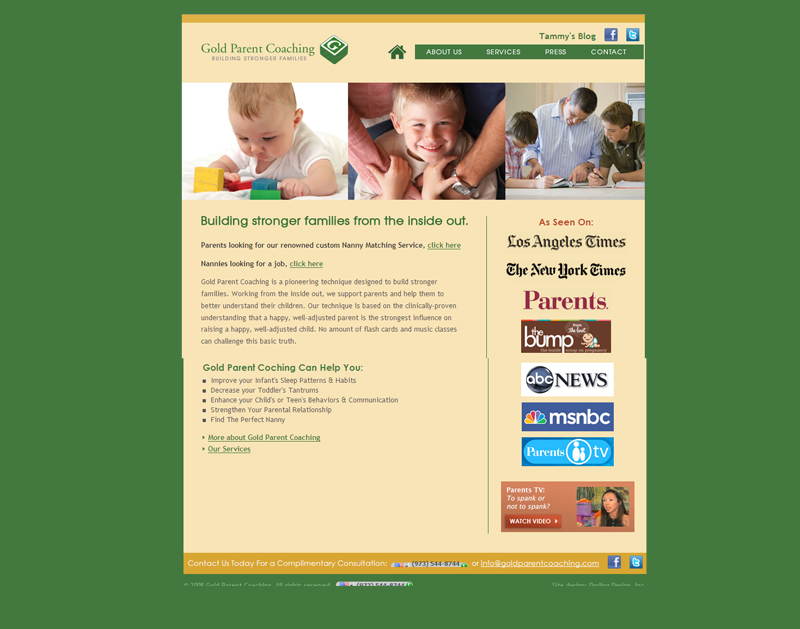 Tammy's Blog
Gold Parent Coaching
BUILDING STRONGER FAMILIES
ABOUT US SERVICES PRESS CONTACT
Building stronger families from the inside out.
Parents looking for our renowned custom Nanny Matching Service, click here
Nannies looking for a job, click here
Gold Parent Coaching is a pioneering technique designed to build stronger
families. Working from the inside out, we support parents and help them to
better understand their children. Our technique is based on the clinically-proven
understanding that a happy, well-adjusted parent is the strongest influence on
raising a happy, well-adjusted child. No amount of flash cards and music classes
can challenge this basic truth.
Gold Parent Coching Can Help You:
Improve your Infant's Sleep Patterns & Habits
Decrease your Toddler's Tantrums
Enhance your Child's or Teen's Behaviors & Communication
Strengthen Your Parental Relationship
Find The Perfect Nanny
More about Gold Parent Coaching
Our Services
As Seen On:
Los Angeles Times
The New York Times
Parents.
the bump
the inside scoop on pregnancy
abc NEWS
msnbc
Parents tv
Parents TV:
To spank or
not to spank?
WATCH VIDEO
Contact Us Today For a Complimentary Consultation: (973) 544-8744 or info@goldparentcoaching.com
© 2008 Gold Parent Coaching. All rights reserved. (973) 544-8744